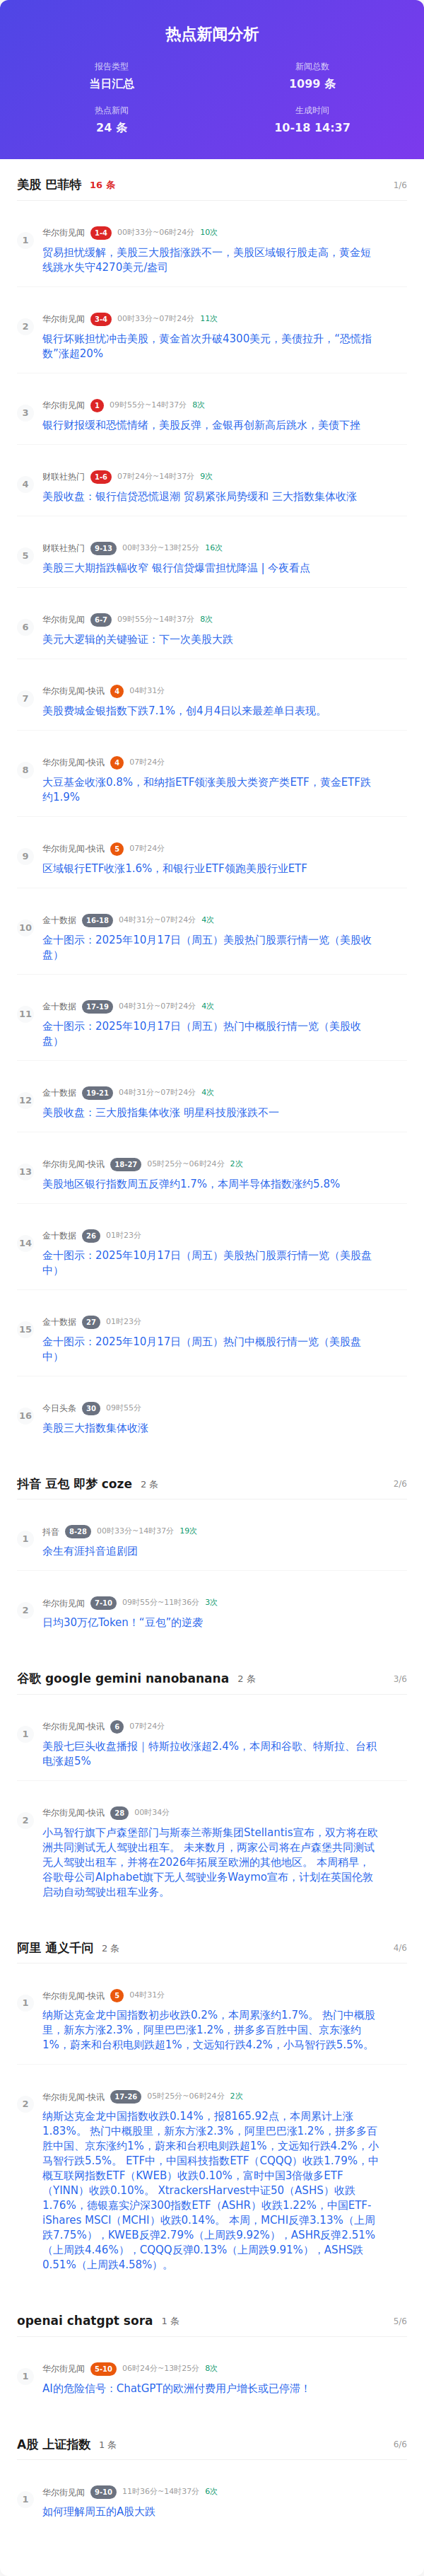 热点新闻分析
报告类型
新闻总数
当日汇总
1099 条
热点新闻
生成时间
24 条
10-18 14:37
美股 巴菲特 16 条 1/6
1
华尔街见闻 1-4 00时33分~06时24分 10次
贸易担忧缓解，美股三大股指涨跌不一，美股区域银行股走高，黄金短
线跳水失守4270美元/盎司
2
华尔街见闻 3-4 00时33分~07时24分 11次
银行坏账担忧冲击美股，黄金首次升破4300美元，美债拉升，“恐慌指
数”涨超20%
3
华尔街见闻 1 09时55分~14时37分 8次
银行财报缓和恐慌情绪，美股反弹，金银再创新高后跳水，美债下挫
4
财联社热门 1-6 07时24分~14时37分 9次
美股收盘：银行信贷恐慌退潮 贸易紧张局势缓和 三大指数集体收涨
5
财联社热门 9-13 00时33分~13时25分 16次
美股三大期指跌幅收窄 银行信贷爆雷担忧降温 | 今夜看点
6
华尔街见闻 6-7 09时55分~14时37分 8次
美元大逻辑的关键验证：下一次美股大跌
7
华尔街见闻-快讯 4 04时31分
美股费城金银指数下跌7.1%，创4月4日以来最差单日表现。
8
华尔街见闻-快讯 4 07时24分
大豆基金收涨0.8%，和纳指ETF领涨美股大类资产类ETF，黄金ETF跌
约1.9%
9
华尔街见闻-快讯 5 07时24分
区域银行ETF收涨1.6%，和银行业ETF领跑美股行业ETF
10
金十数据 16-18 04时31分~07时24分 4次
金十图示：2025年10月17日（周五）美股热门股票行情一览（美股收
盘）
11
金十数据 17-19 04时31分~07时24分 4次
金十图示：2025年10月17日（周五）热门中概股行情一览（美股收
盘）
12
金十数据 19-21 04时31分~07时24分 4次
美股收盘：三大股指集体收涨 明星科技股涨跌不一
13
华尔街见闻-快讯 18-27 05时25分~06时24分 2次
美股地区银行指数周五反弹约1.7%，本周半导体指数涨约5.8%
14
金十数据 26 01时23分
金十图示：2025年10月17日（周五）美股热门股票行情一览（美股盘
中）
15
金十数据 27 01时23分
金十图示：2025年10月17日（周五）热门中概股行情一览（美股盘
中）
16
今日头条 30 09时55分
美股三大指数集体收涨
抖音 豆包 即梦 coze 2 条 2/6
1
抖音 8-28 00时33分~14时37分 19次
余生有涯抖音追剧团
2
华尔街见闻 7-10 09时55分~11时36分 3次
日均30万亿Token！“豆包”的逆袭
谷歌 google gemini nanobanana 2 条 3/6
1
华尔街见闻-快讯 6 07时24分
美股七巨头收盘播报｜特斯拉收涨超2.4%，本周和谷歌、特斯拉、台积
电涨超5%
2
华尔街见闻-快讯 28 00时34分
小马智行旗下卢森堡部门与斯泰兰蒂斯集团Stellantis宣布，双方将在欧
洲共同测试无人驾驶出租车。 未来数月，两家公司将在卢森堡共同测试
无人驾驶出租车，并将在2026年拓展至欧洲的其他地区。 本周稍早，
谷歌母公司Alphabet旗下无人驾驶业务Waymo宣布，计划在英国伦敦
启动自动驾驶出租车业务。
阿里 通义千问 2 条 4/6
1
华尔街见闻-快讯 5 04时31分
纳斯达克金龙中国指数初步收跌0.2%，本周累涨约1.7%。 热门中概股
里，新东方涨2.3%，阿里巴巴涨1.2%，拼多多百胜中国、京东涨约
1%，蔚来和台积电则跌超1%，文远知行跌4.2%，小马智行跌5.5%。
2
华尔街见闻-快讯 17-26 05时25分~06时24分 2次
纳斯达克金龙中国指数收跌0.14%，报8165.92点，本周累计上涨
1.83%。 热门中概股里，新东方涨2.3%，阿里巴巴涨1.2%，拼多多百
胜中国、京东涨约1%，蔚来和台积电则跌超1%，文远知行跌4.2%，小
马智行跌5.5%。 ETF中，中国科技指数ETF（CQQQ）收跌1.79%，中
概互联网指数ETF（KWEB）收跌0.10%，富时中国3倍做多ETF
（YINN）收跌0.10%。 XtrackersHarvest中证50（ASHS）收跌
1.76%，德银嘉实沪深300指数ETF（ASHR）收跌1.22%，中国ETF-
iShares MSCI（MCHI）收跌0.14%。 本周，MCHI反弹3.13%（上周
跌7.75%），KWEB反弹2.79%（上周跌9.92%），ASHR反弹2.51%
（上周跌4.46%），CQQQ反弹0.13%（上周跌9.91%），ASHS跌
0.51%（上周跌4.58%）。
openai chatgpt sora 1 条 5/6
1
华尔街见闻 5-10 06时24分~13时25分 8次
AI的危险信号：ChatGPT的欧洲付费用户增长或已停滞！
A股 上证指数 1 条 6/6
1
华尔街见闻 9-10 11时36分~14时37分 6次
如何理解周五的A股大跌